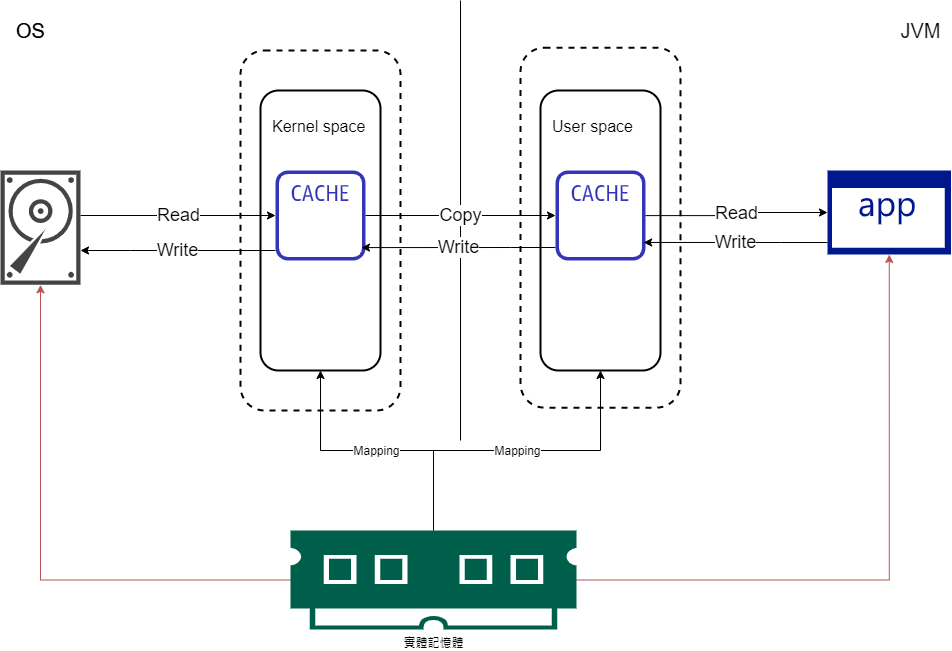 OS
JVM
Kernel space
User space
CACHE
CACHE
app
Read
Copy
Read
Write
Write
Write
Mapping
Mapping
實體記憶體